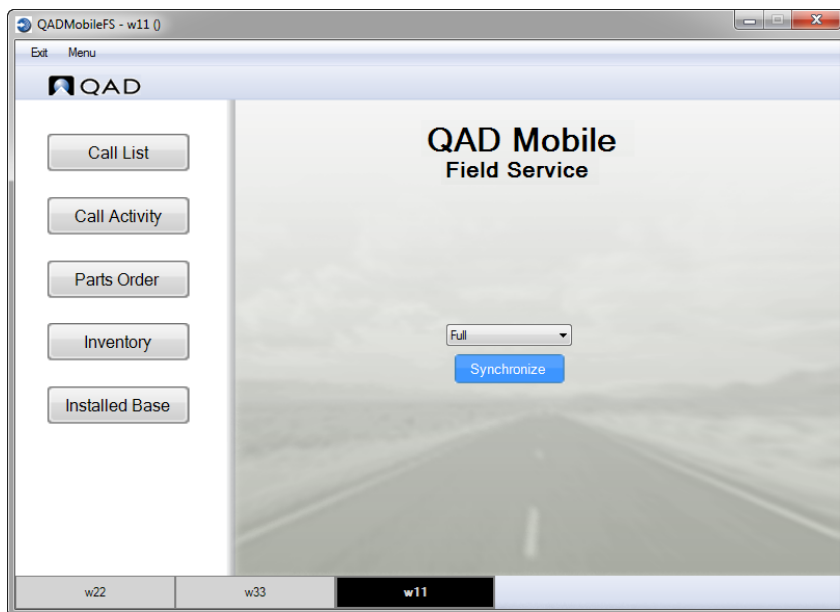 QADMobileFS - w11 ()
Exit Menu
QAD
Call List
Call Activity
Parts Order
Inventory
Installed Base
QAD Mobile
Field Service
Full
Synchronize
w22 w33 w11